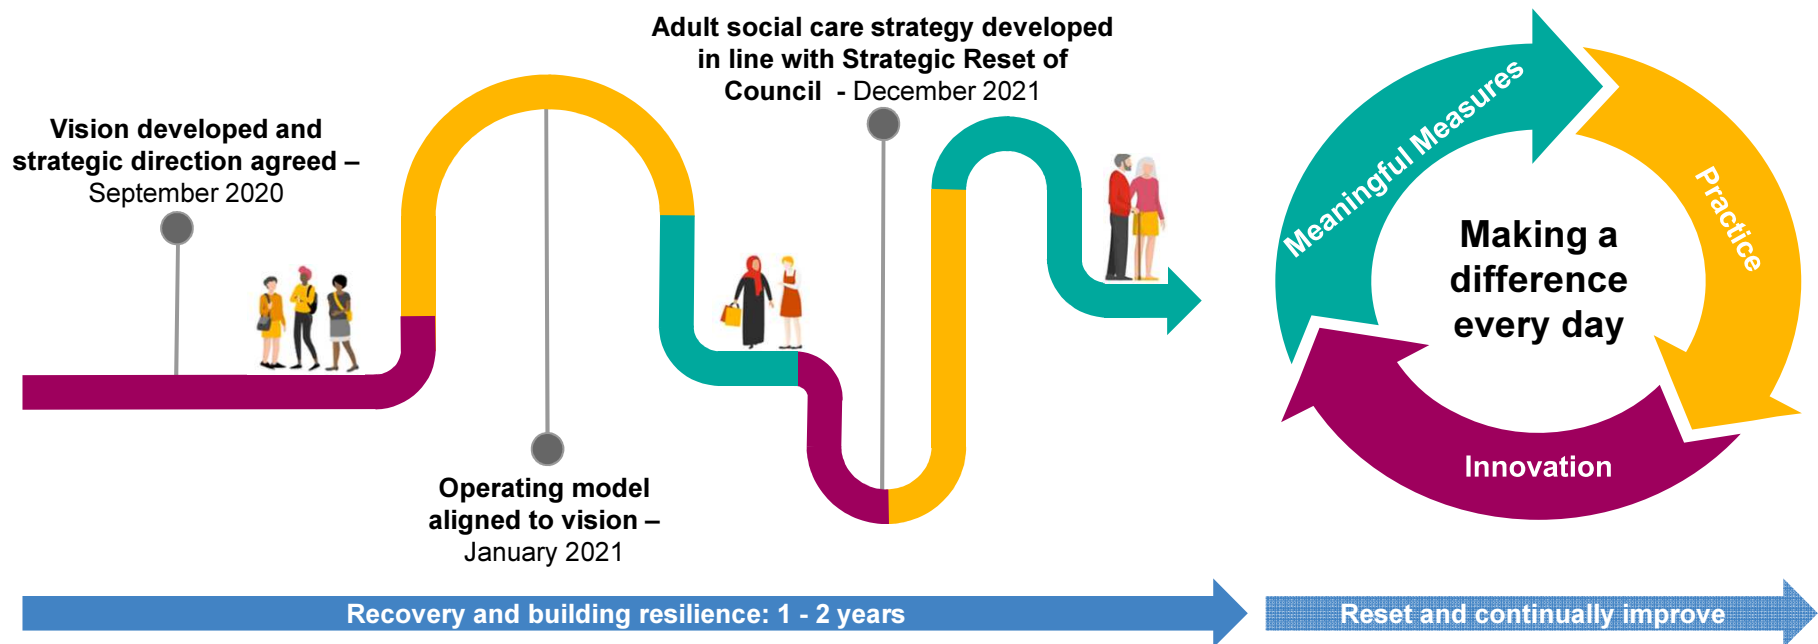 Vision developed and
strategic direction agreed –
September 2020
Operating model
aligned to vision –
January 2021
Adult social care strategy developed
in line with Strategic Reset of
Council - December 2021
Meaningful Measures
Practice
Innovation
Making a
difference
every day
Recovery and building resilience: 1 - 2 years
Reset and continually improve